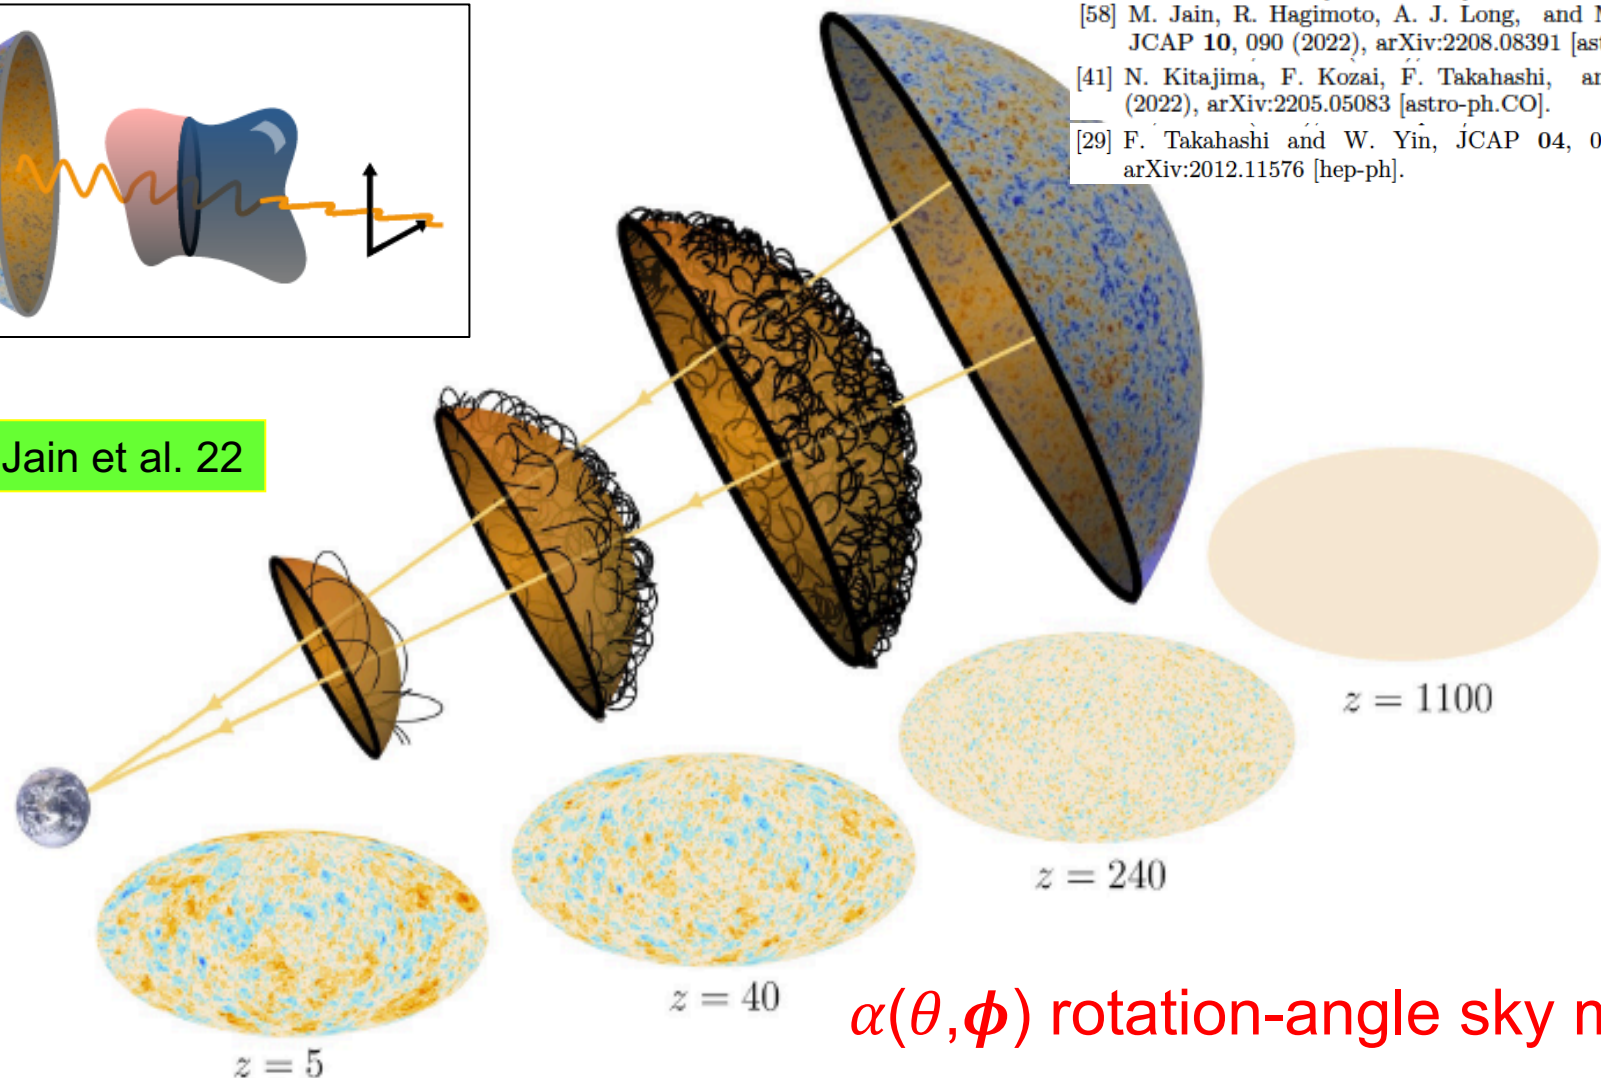 [58] M. Jain, R. Hagimoto, A. J. Long, and
JCAP 10, 090 (2022), arXiv:2208.08391
[41] N. Kitajima, F. Kozai, F. Takahashi,
(2022), arXiv:2205.05083 [astro-ph.CO].
[29] F. Takahashi and W. Yin, JCAP 04,
arXiv:2012.11576 [hep-ph].
Jain et al. 22
z = 1100
z = 240
z = 40
α(θ,ϕ) rotation-angle sky
z = 5